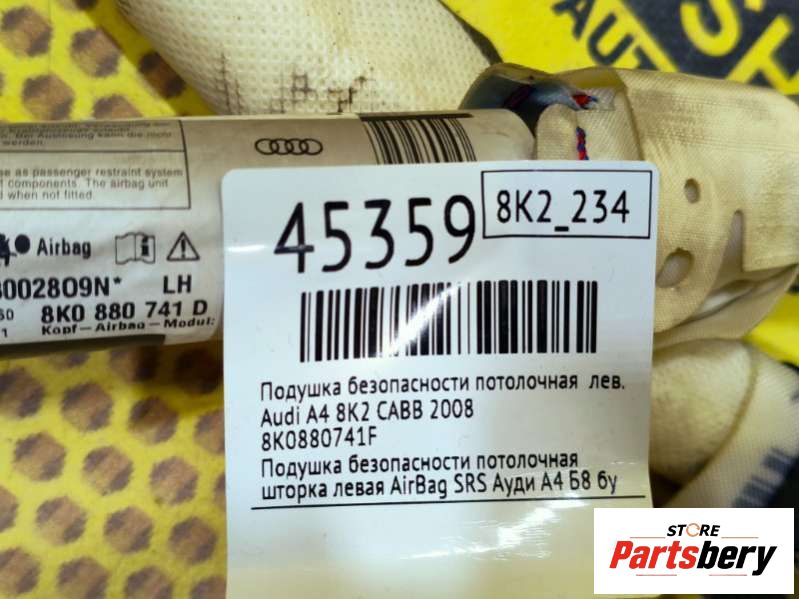 werden.
se as passenger restraint system
components. The airbag unit
d when not fitted.
Airbag
002809N* LH
8K0 880 741 D
Kopf-Airbag-Modul:
45359
8K2_234
Подушка безопасности потолочная лев.
Audi A4 8K2 CABB 2008
8K0880741F
Подушка безопасности потолочная
шторка левая AirBag SRS Ауди А4 Б8 бу
AUT
STORE
Partsbery